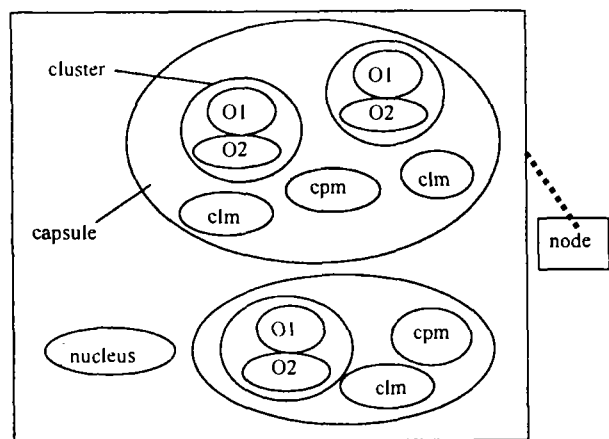 cluster
O1
O2
O1
O2
clm
cpm
clm
capsule
node
nucleus
O1
O2
cpm
clm